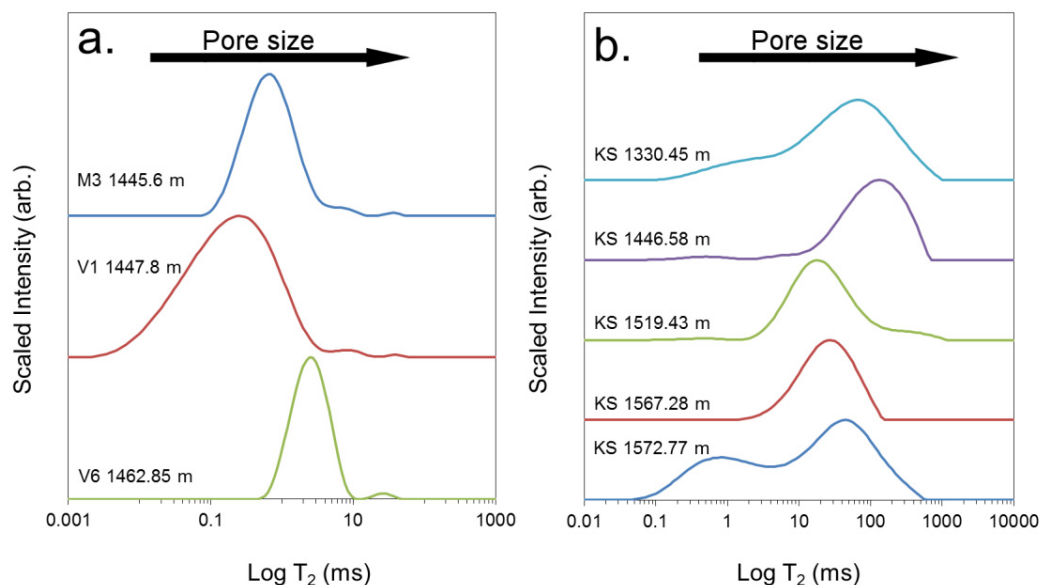 a.
Pore size
M3 1445.6 m
V1 1447.8 m
V6 1462.85 m
Scaled Intensity (arb.)
0.001 0.1 10 1000
Log T₂ (ms)
b.
Pore size
KS 1330.45 m
KS 1446.58 m
KS 1519.43 m
KS 1567.28 m
KS 1572.77 m
Scaled Intensity (arb.)
0.01 0.1 1 10 100 1000 10000
Log T₂ (ms)